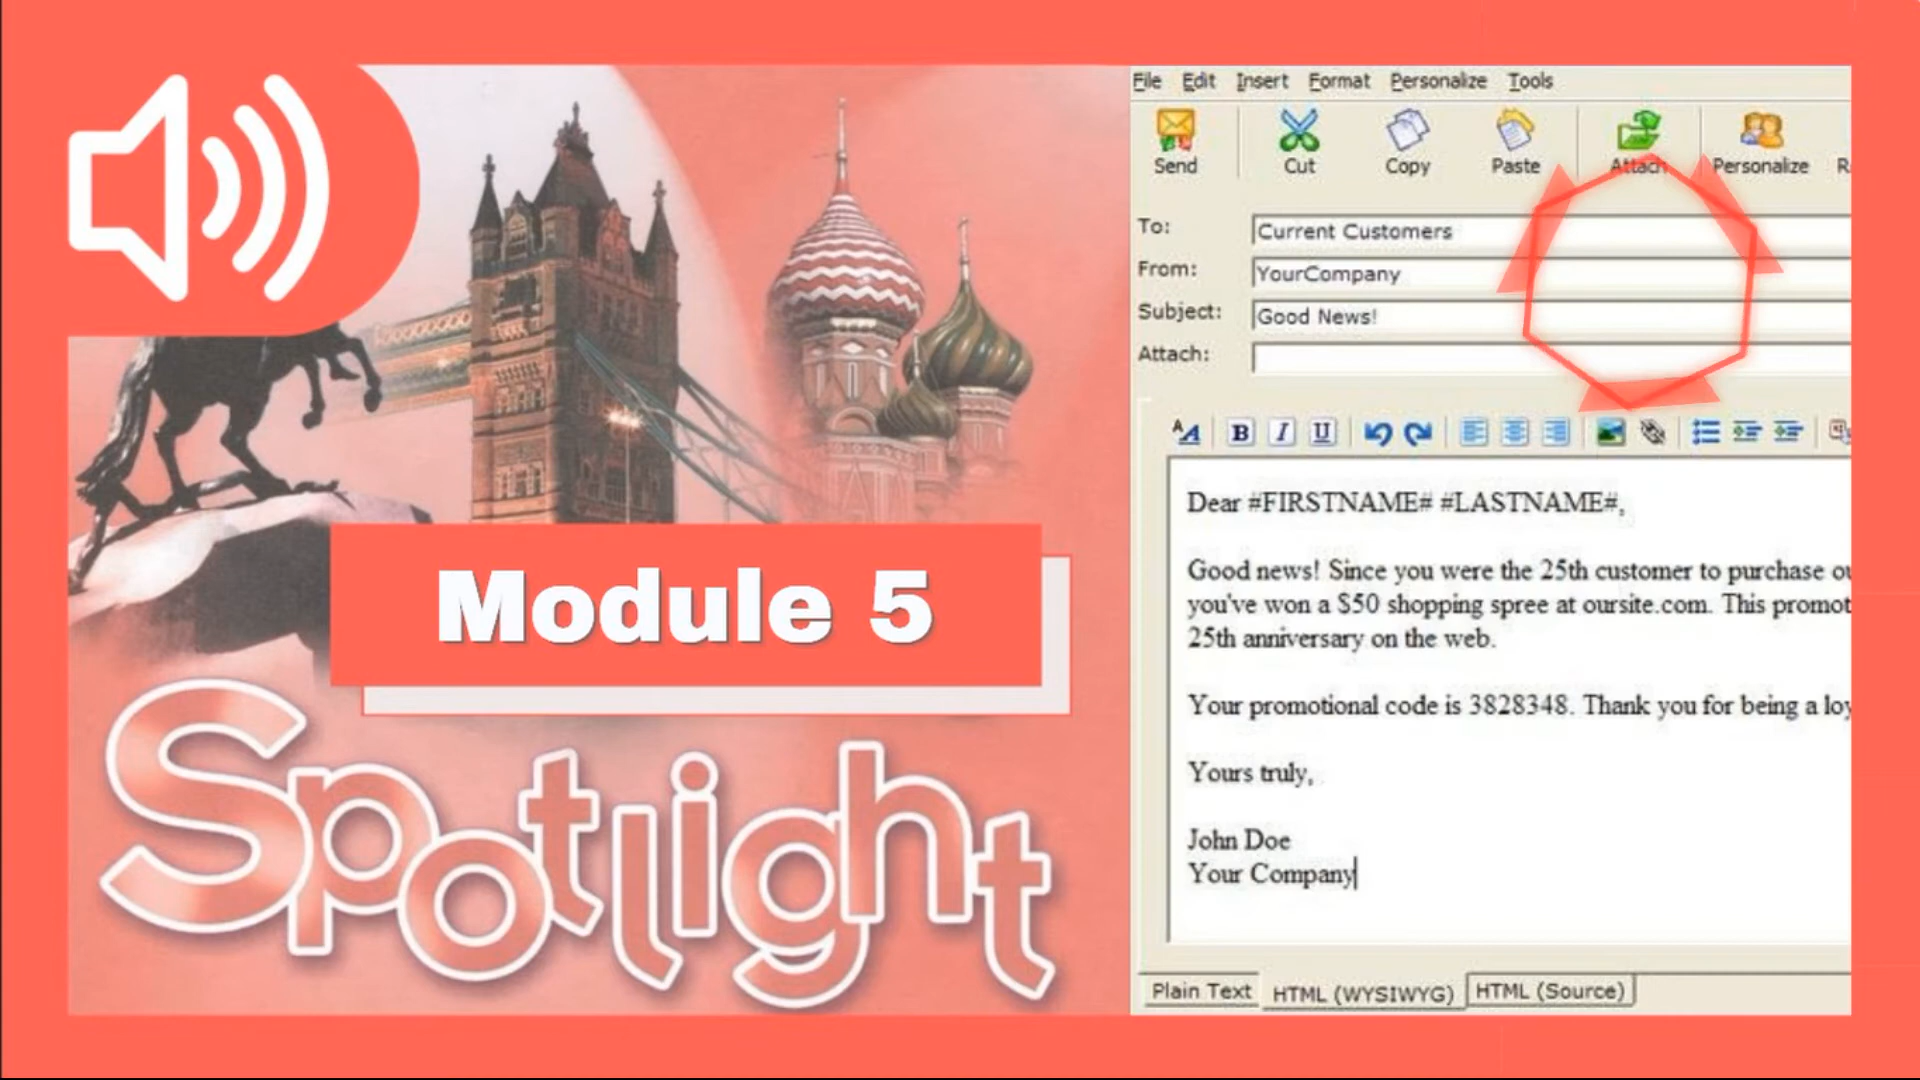 Module 5
Spotlight
File Edit Insert Format Personalize Tools
Send Cut Copy Paste Attach Personalize
To: Current Customers
From: YourCompany
Subject: Good News!
Attach:
B I U
Dear #FIRSTNAME# #LASTNAME#,
Good news! Since you were the 25th customer to purchase
you've won a $50 shopping spree at oursite.com. This
25th anniversary on the web.
Your promotional code is 3828348. Thank you for being a
Yours truly,
John Doe
Your Company
Plain Text HTML (WYSIWYG) HTML (Source)